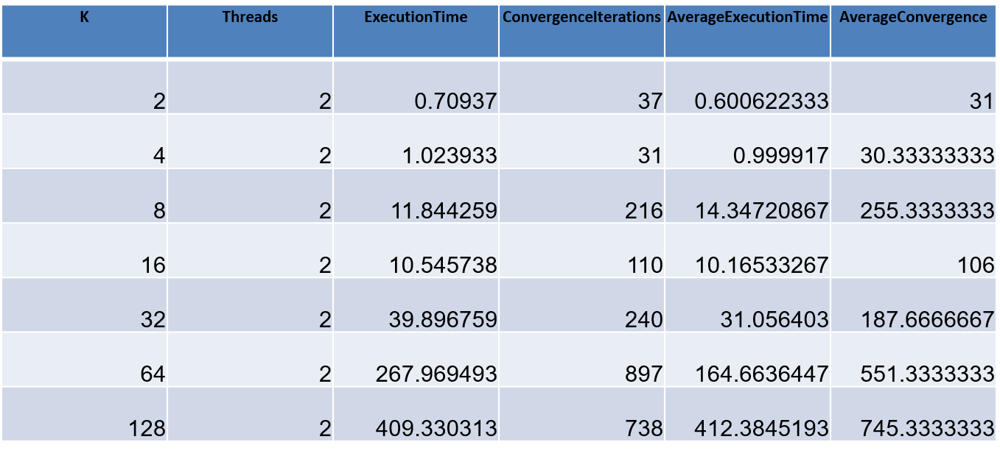 K Threads ExecutionTime ConvergenceIterations AverageExecutionTime AverageConvergence
2 2 0.70937 37 0.600622333 31
4 2 1.023933 31 0.999917 30.33333333
8 2 11.844259 216 14.34720867 255.3333333
16 2 10.545738 110 10.16533267 106
32 2 39.896759 240 31.056403 187.6666667
64 2 267.969493 897 164.6636447 551.3333333
128 2 409.330313 738 412.3845193 745.3333333